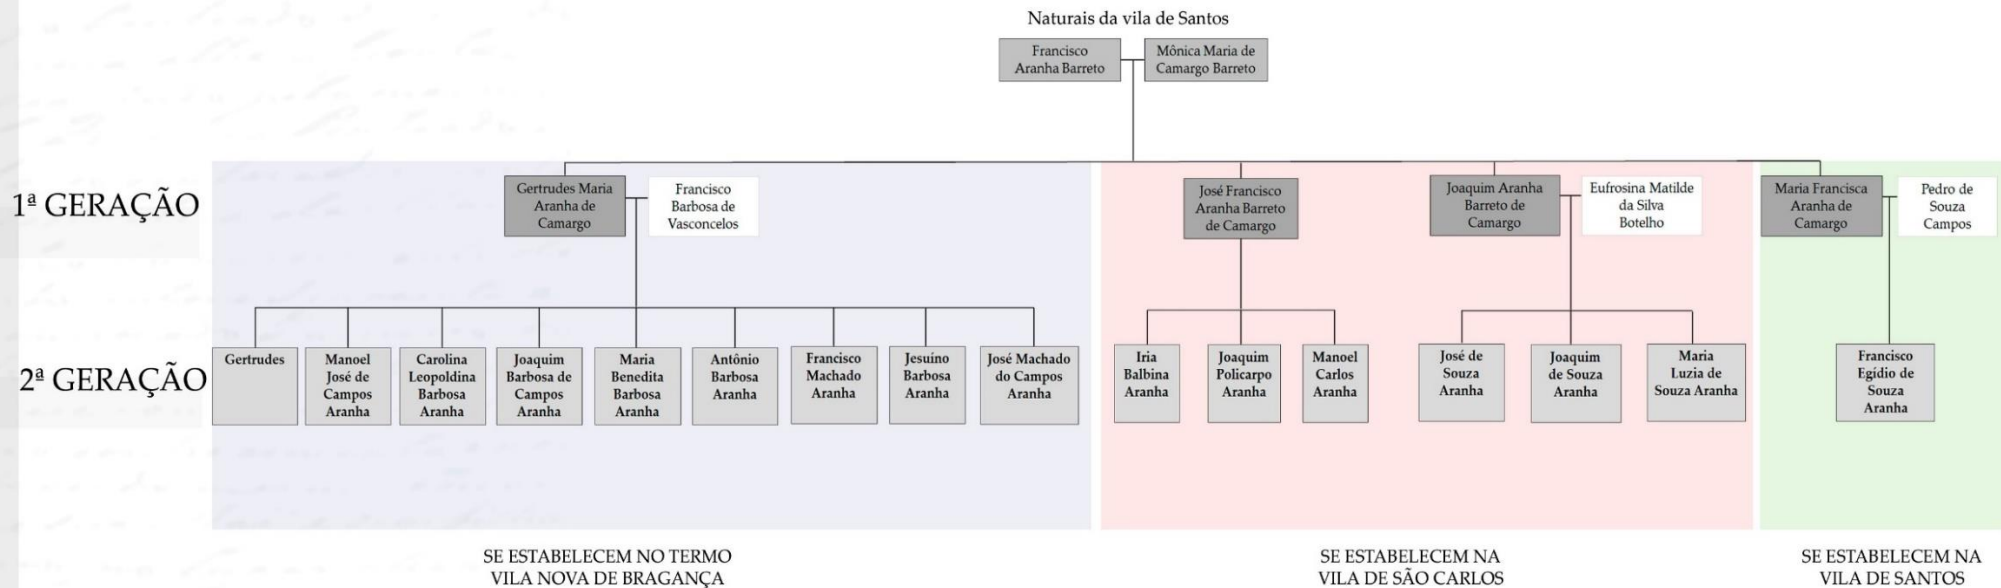 Naturais da vila de Santos
Francisco
Aranha Barreto
Mônica Maria de
Camargo Barreto
1ª GERAÇÃO
Gertrudes Maria
Aranha de
Camargo
Francisco
Barbosa de
Vasconcelos
José Francisco
Aranha Barreto
de Camargo
Joaquim Aranha
Barreto de
Camargo
Eufrosina Matilde
da Silva
Botelho
Maria Francisca
Aranha de
Camargo
Pedro de
Souza
Campos
2ª GERAÇÃO
Gertrudes
Manoel
José de
Campos
Aranha
Carolina
Leopoldina
Barbosa
Aranha
Joaquim
Barbosa de
Campos
Aranha
Maria
Benedita
Barbosa
Aranha
Antônio
Barbosa
Aranha
Francisco
Machado
Aranha
Jesuíno
Barbosa
Aranha
José Machado
do Campos
Aranha
Iria
Balbina
Aranha
Joaquim
Policarpo
Aranha
Manoel
Carlos
Aranha
José de
Souza
Aranha
Joaquim
de Souza
Aranha
Maria
Luzia de
Souza Aranha
Francisco
Egídio de
Souza
Aranha
SE ESTABELECEM NO TERMO
VILA NOVA DE BRAGANÇA
SE ESTABELECEM NA
VILA DE SÃO CARLOS
SE ESTABELECEM NA
VILA DE SANTOS